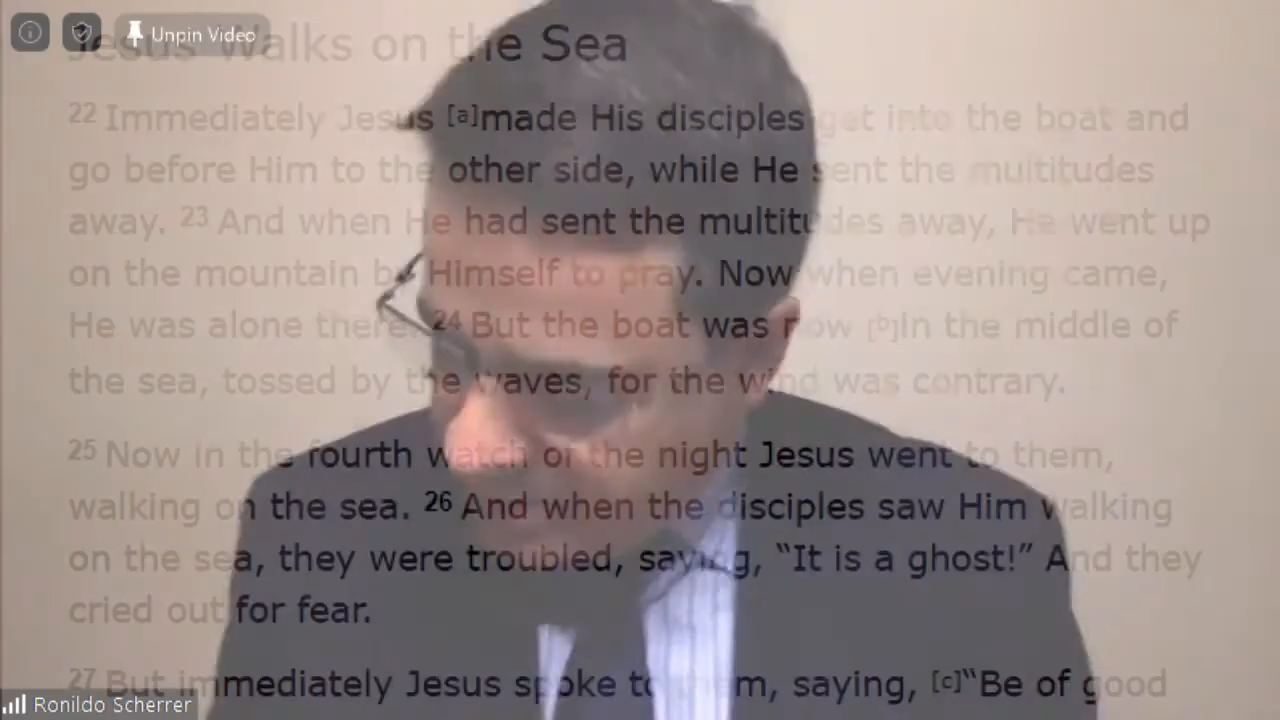 Unpin Video
Jesus Walks on the Sea
22 Immediately Jesus [a]made His disciples get into the boat and
go before Him to the other side, while He sent the multitudes
away. 23 And when He had sent the multitudes away, He went up
on the mountain by Himself to pray. Now when evening came,
He was alone there. 24 But the boat was now [b]in the middle of
the sea, tossed by the waves, for the wind was contrary.
25 Now in the fourth watch of the night Jesus went to them,
walking on the sea. 26 And when the disciples saw Him walking
on the sea, they were troubled, saying, “It is a ghost!” And they
cried out for fear.
27 But immediately Jesus spoke to them, saying, [c]“Be of good
Ronildo Scherrer